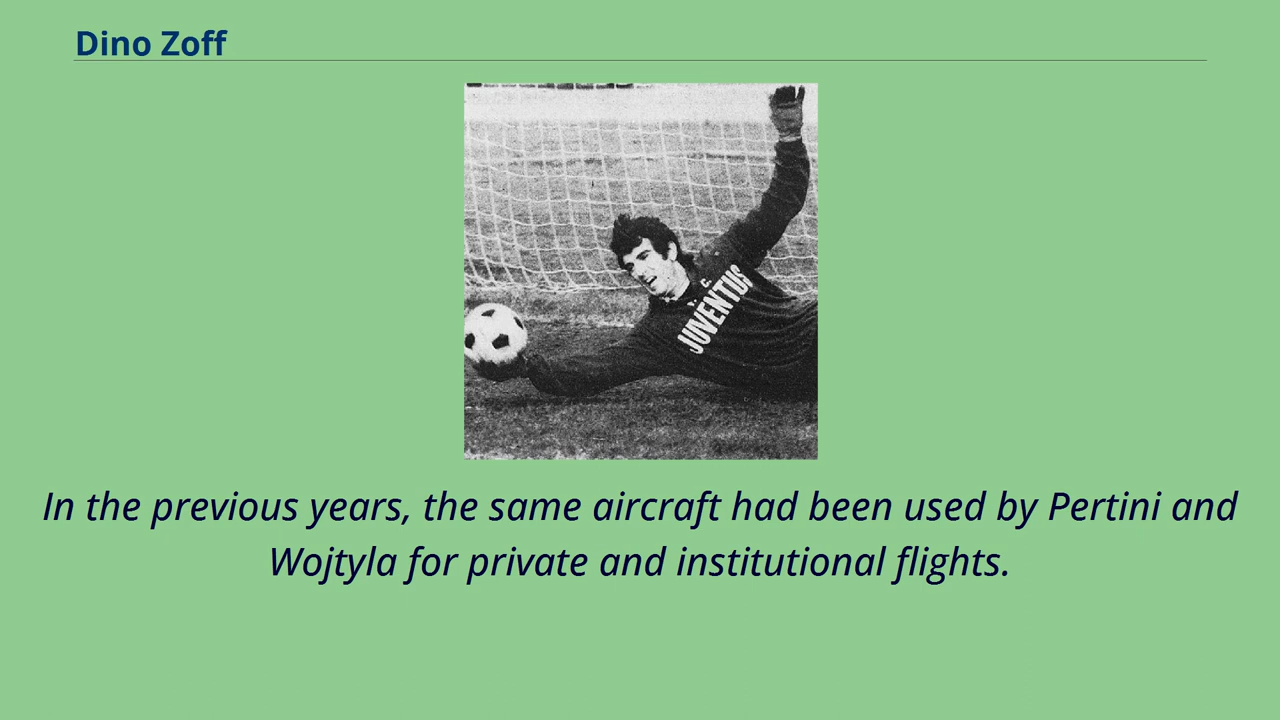 Dino Zoff
JUVENTUS
In the previous years, the same aircraft had been used by Pertini and
Wojtyla for private and institutional flights.